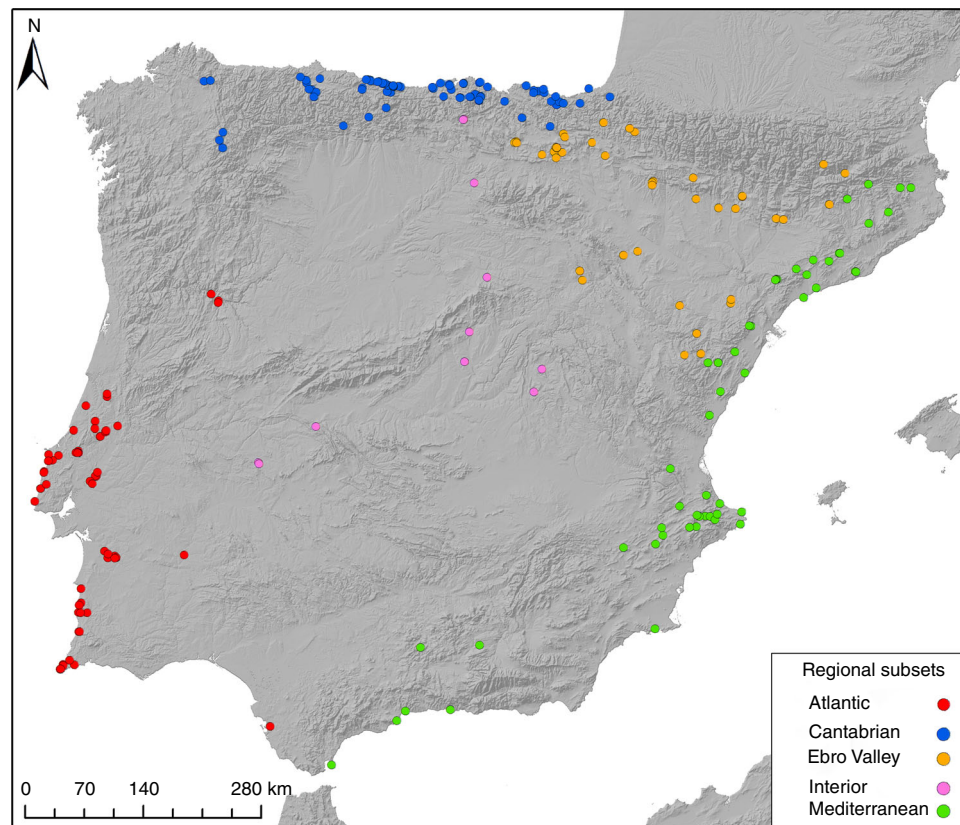 N
Regional subsets
Atlantic
Cantabrian
Ebro Valley
Interior
Mediterranean
0 70 140 280 km